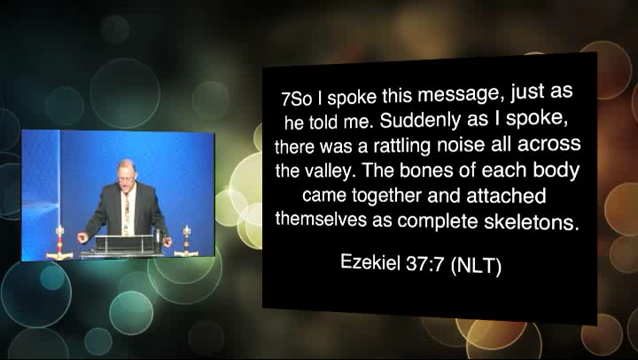 7So I spoke this message, just as
he told me. Suddenly as I spoke,
there was a rattling noise all across
the valley. The bones of each body
came together and attached
themselves as complete skeletons.
Ezekiel 37:7 (NLT)